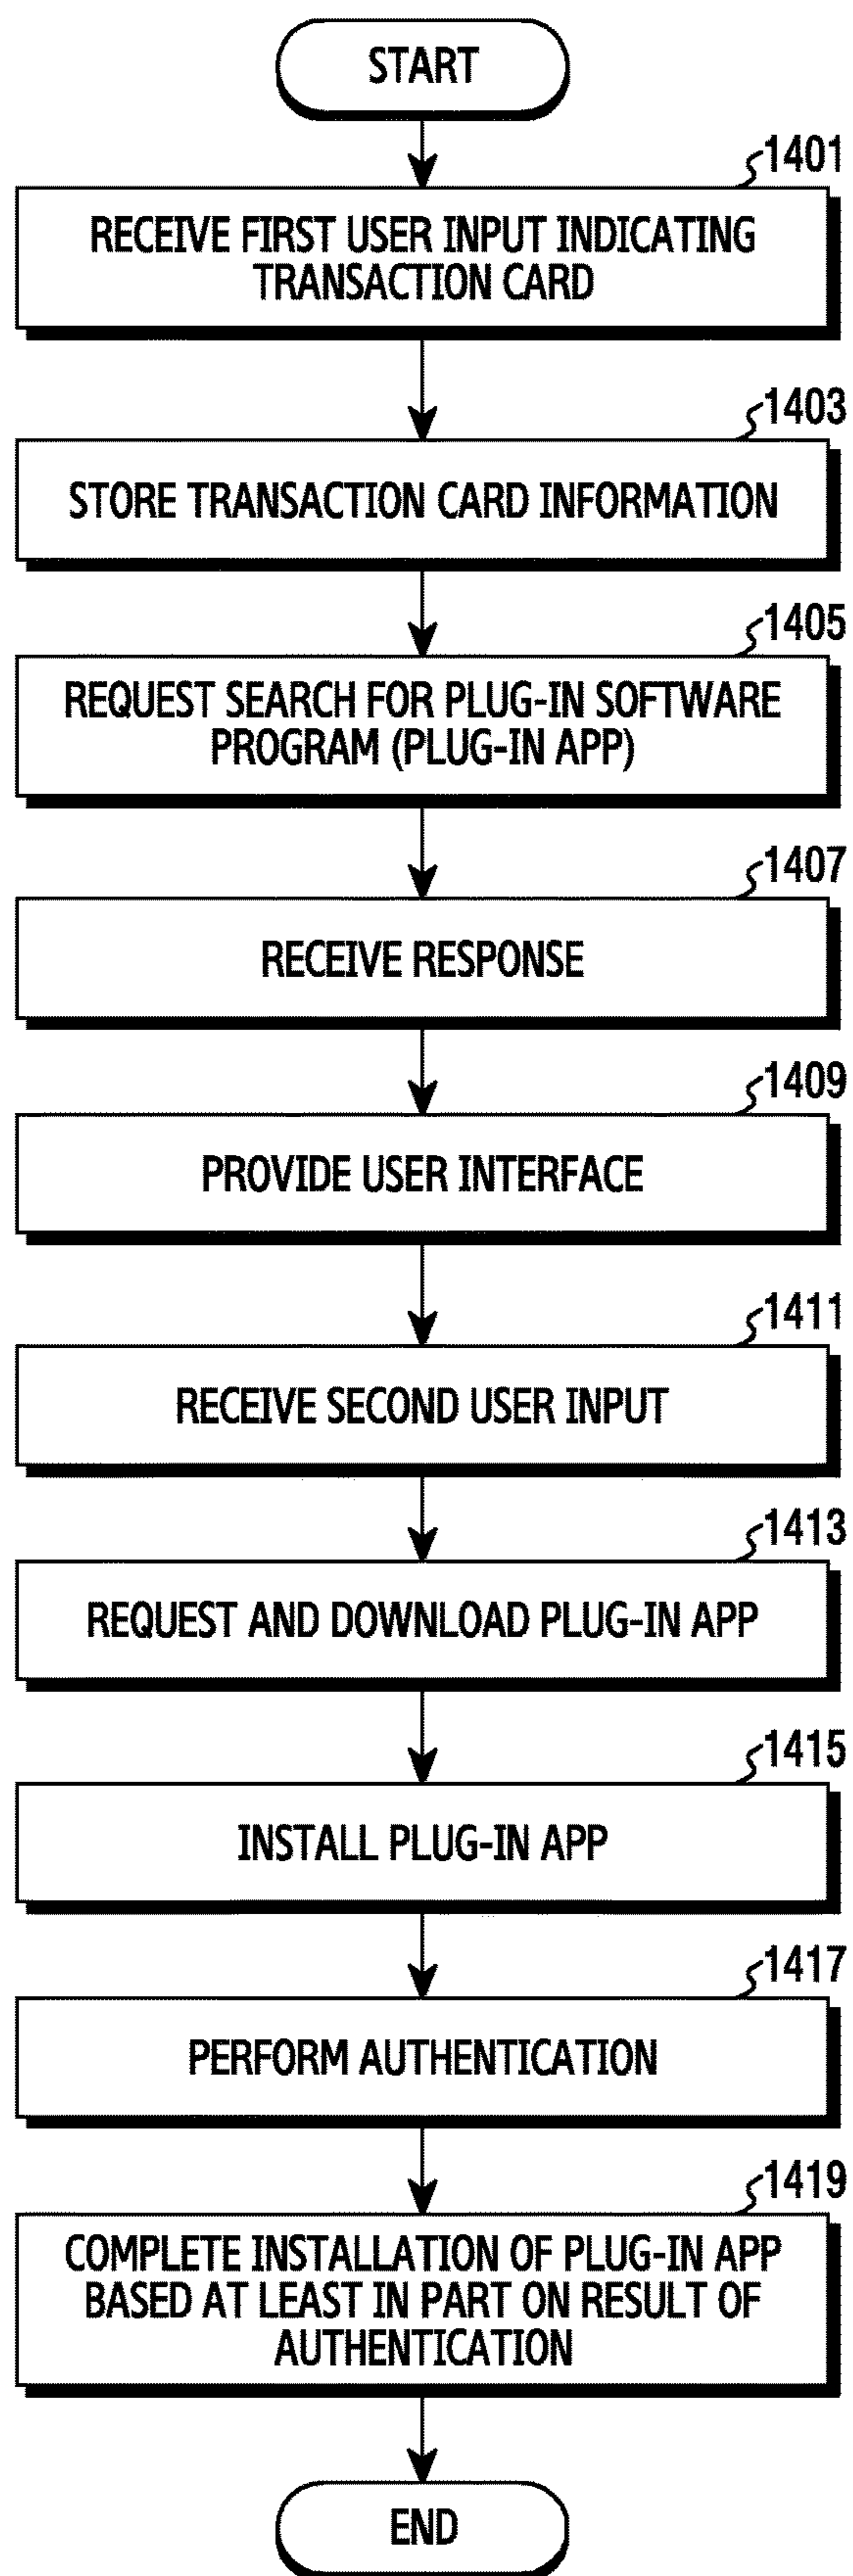 START
1401
RECEIVE FIRST USER INPUT INDICATING
TRANSACTION CARD
1403
STORE TRANSACTION CARD INFORMATION
1405
REQUEST SEARCH FOR PLUG-IN SOFTWARE
PROGRAM (PLUG-IN APP)
1407
RECEIVE RESPONSE
1409
PROVIDE USER INTERFACE
1411
RECEIVE SECOND USER INPUT
1413
REQUEST AND DOWNLOAD PLUG-IN APP
1415
INSTALL PLUG-IN APP
1417
PERFORM AUTHENTICATION
1419
COMPLETE INSTALLATION OF PLUG-IN APP
BASED AT LEAST IN PART ON RESULT OF
AUTHENTICATION
END